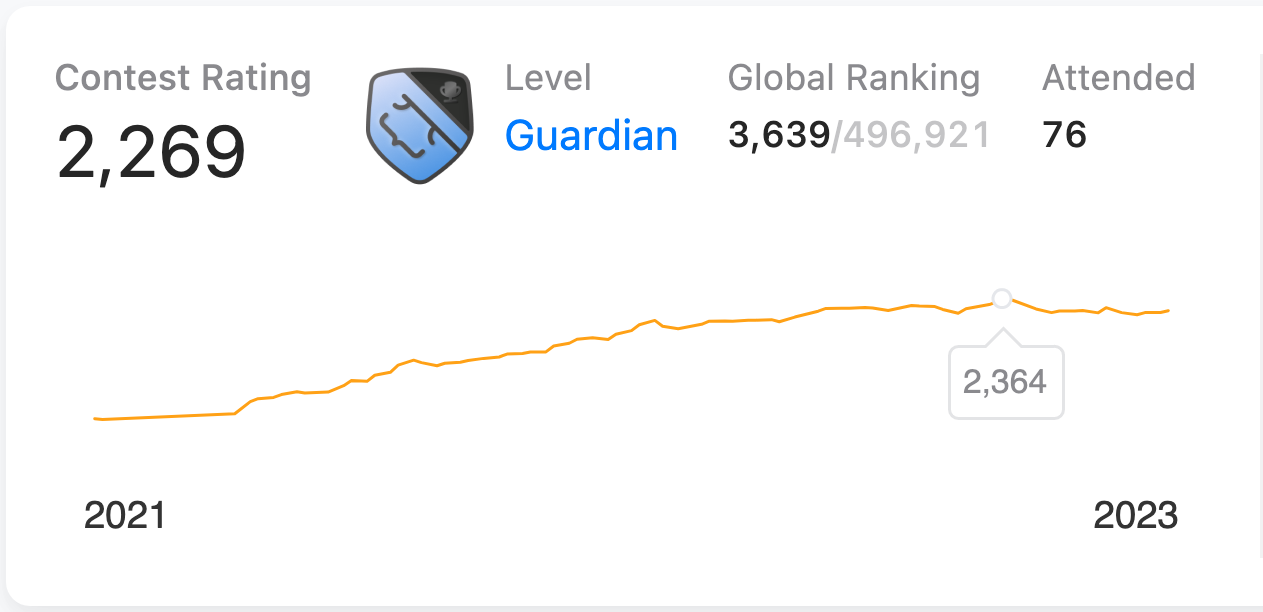 Contest Rating
2,269
Level
Guardian
Global Ranking
3,639/496,921
Attended
76
2,364
2021
2023